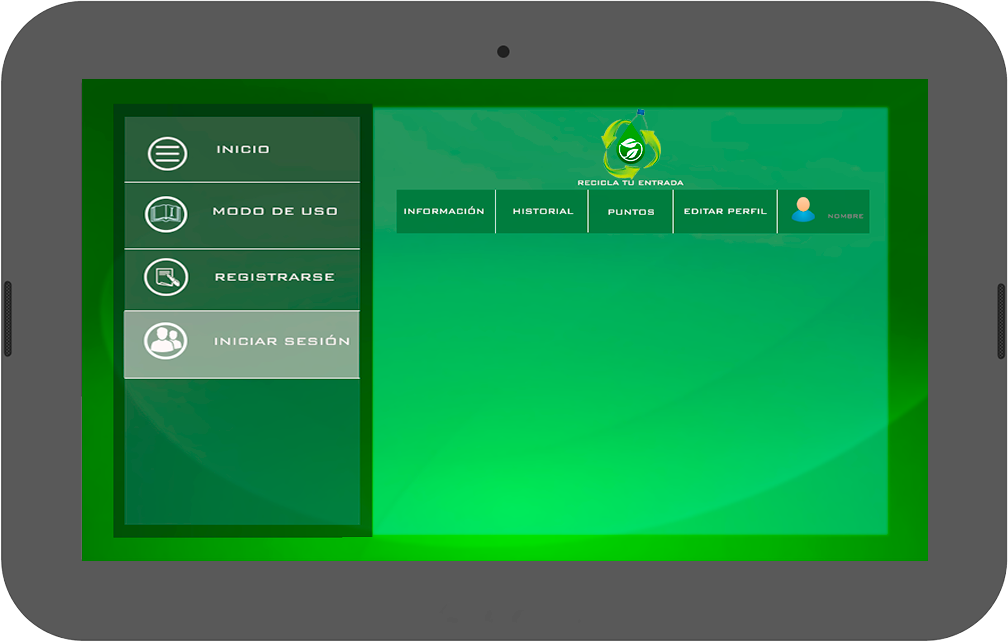 INICIO
MODO DE USO
REGISTRARSE
INICIAR SESIÓN
RECICLA TU ENTRADA
INFORMACIÓN HISTORIAL PUNTOS EDITAR PERFIL NOMBRE